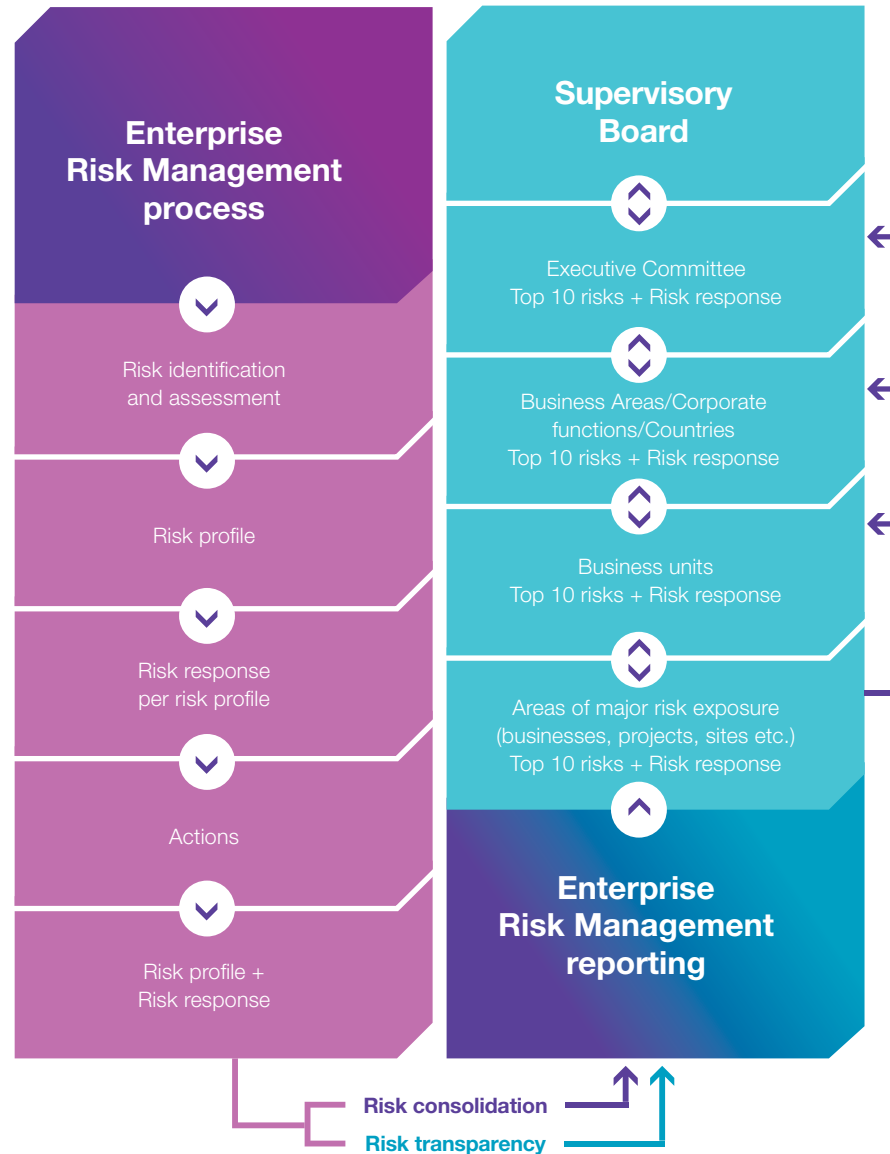 Enterprise
Risk Management
process
Risk identification
and assessment
Risk profile
Risk response
per risk profile
Actions
Risk profile +
Risk response
Supervisory
Board
Executive Committee
Top 10 risks + Risk response
Business Areas/Corporate
functions/Countries
Top 10 risks + Risk response
Business units
Top 10 risks + Risk response
Areas of major risk exposure
(businesses, projects, sites etc.)
Top 10 risks + Risk response
Enterprise
Risk Management
reporting
Risk consolidation
Risk transparency